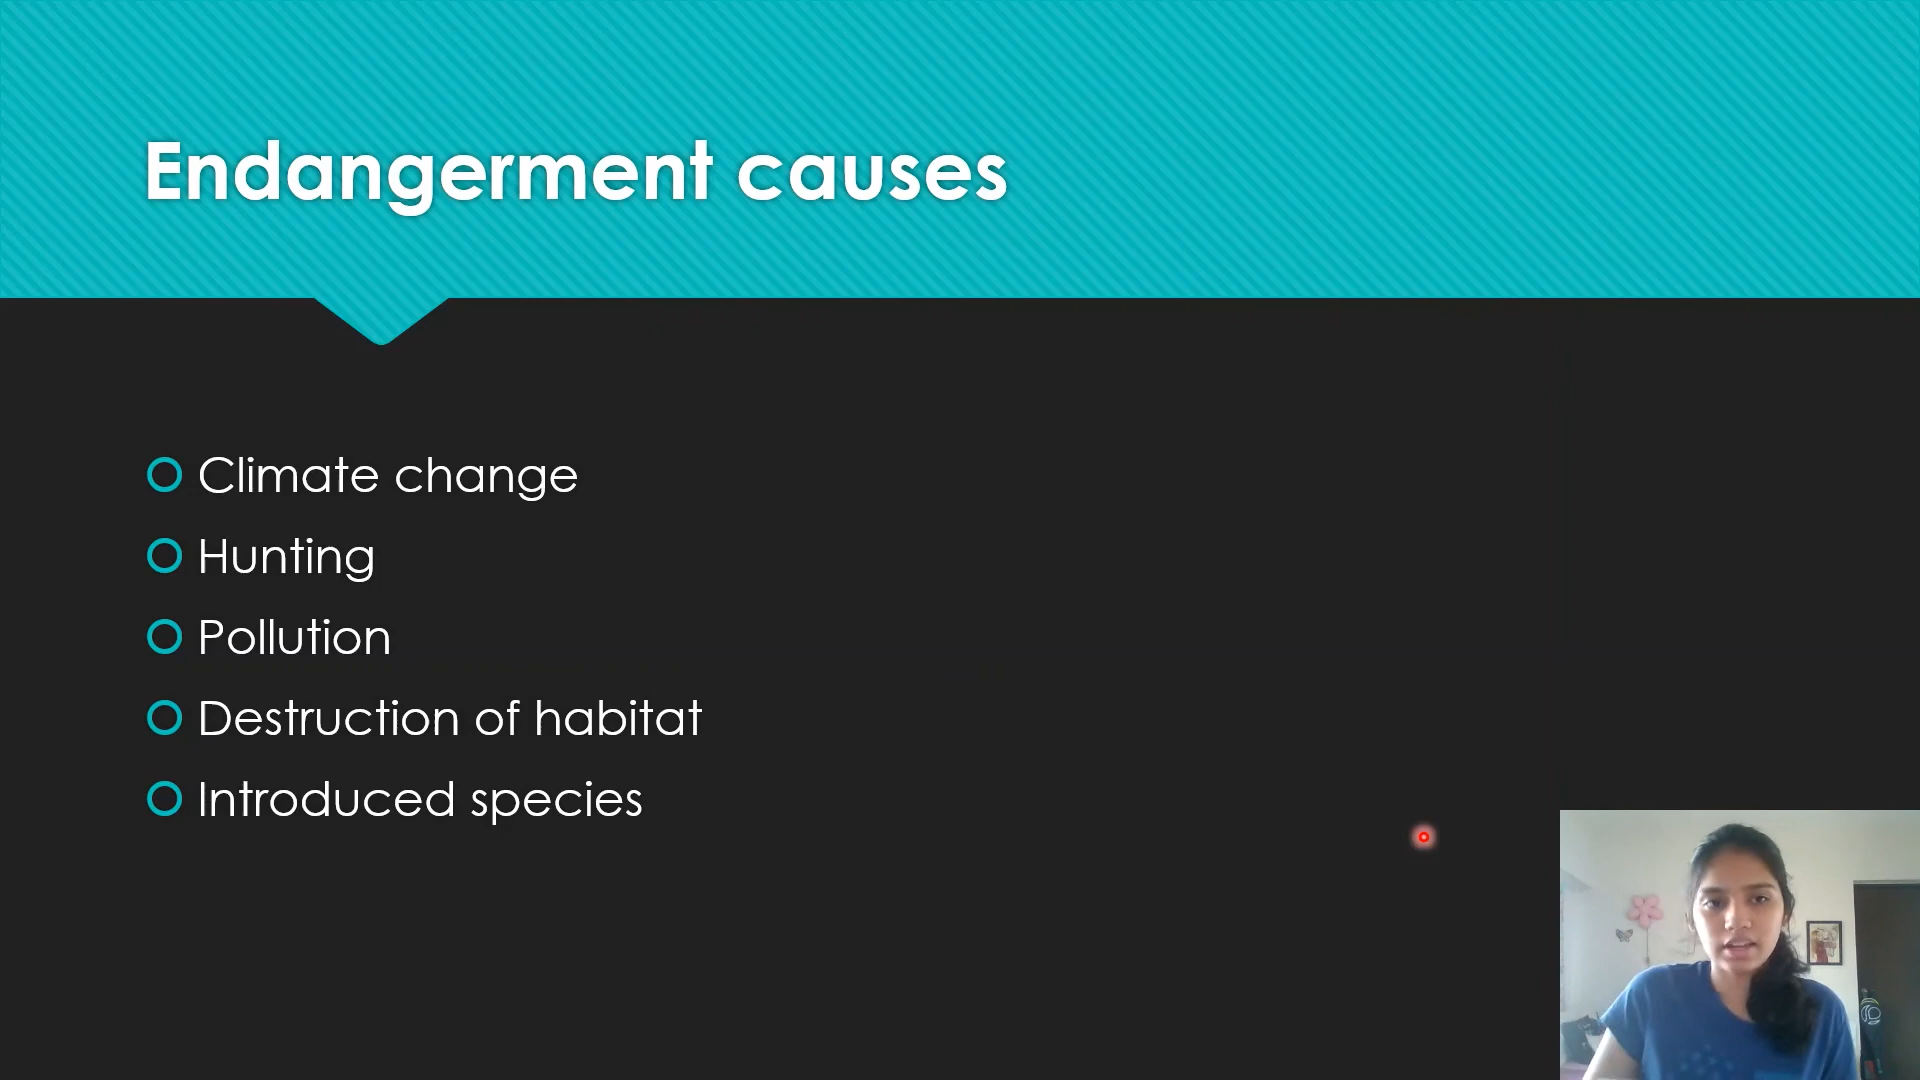 Endangerment causes
Climate change
Hunting
Pollution
Destruction of habitat
Introduced species